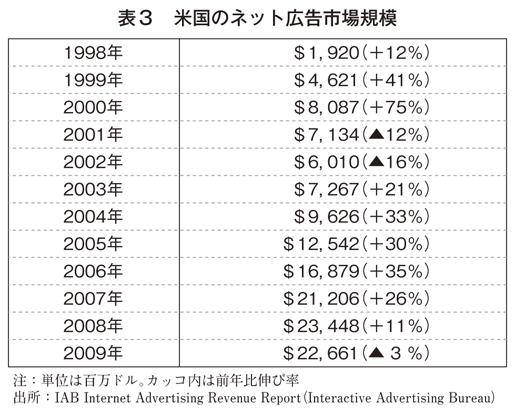 表3 米国のネット広告市場規模
1998年 $1,920(+12%)
1999年 $4,621(+41%)
2000年 $8,087(+75%)
2001年 $7,134(▲12%)
2002年 $6,010(▲16%)
2003年 $7,267(+21%)
2004年 $9,626(+33%)
2005年 $12,542(+30%)
2006年 $16,879(+35%)
2007年 $21,206(+26%)
2008年 $23,448(+11%)
2009年 $22,661(▲3%)
注:単位は百万ドル。カッコ内は前年比伸び率
出所:IAB Internet Advertising Revenue Report(Interactive Advertising Bureau)